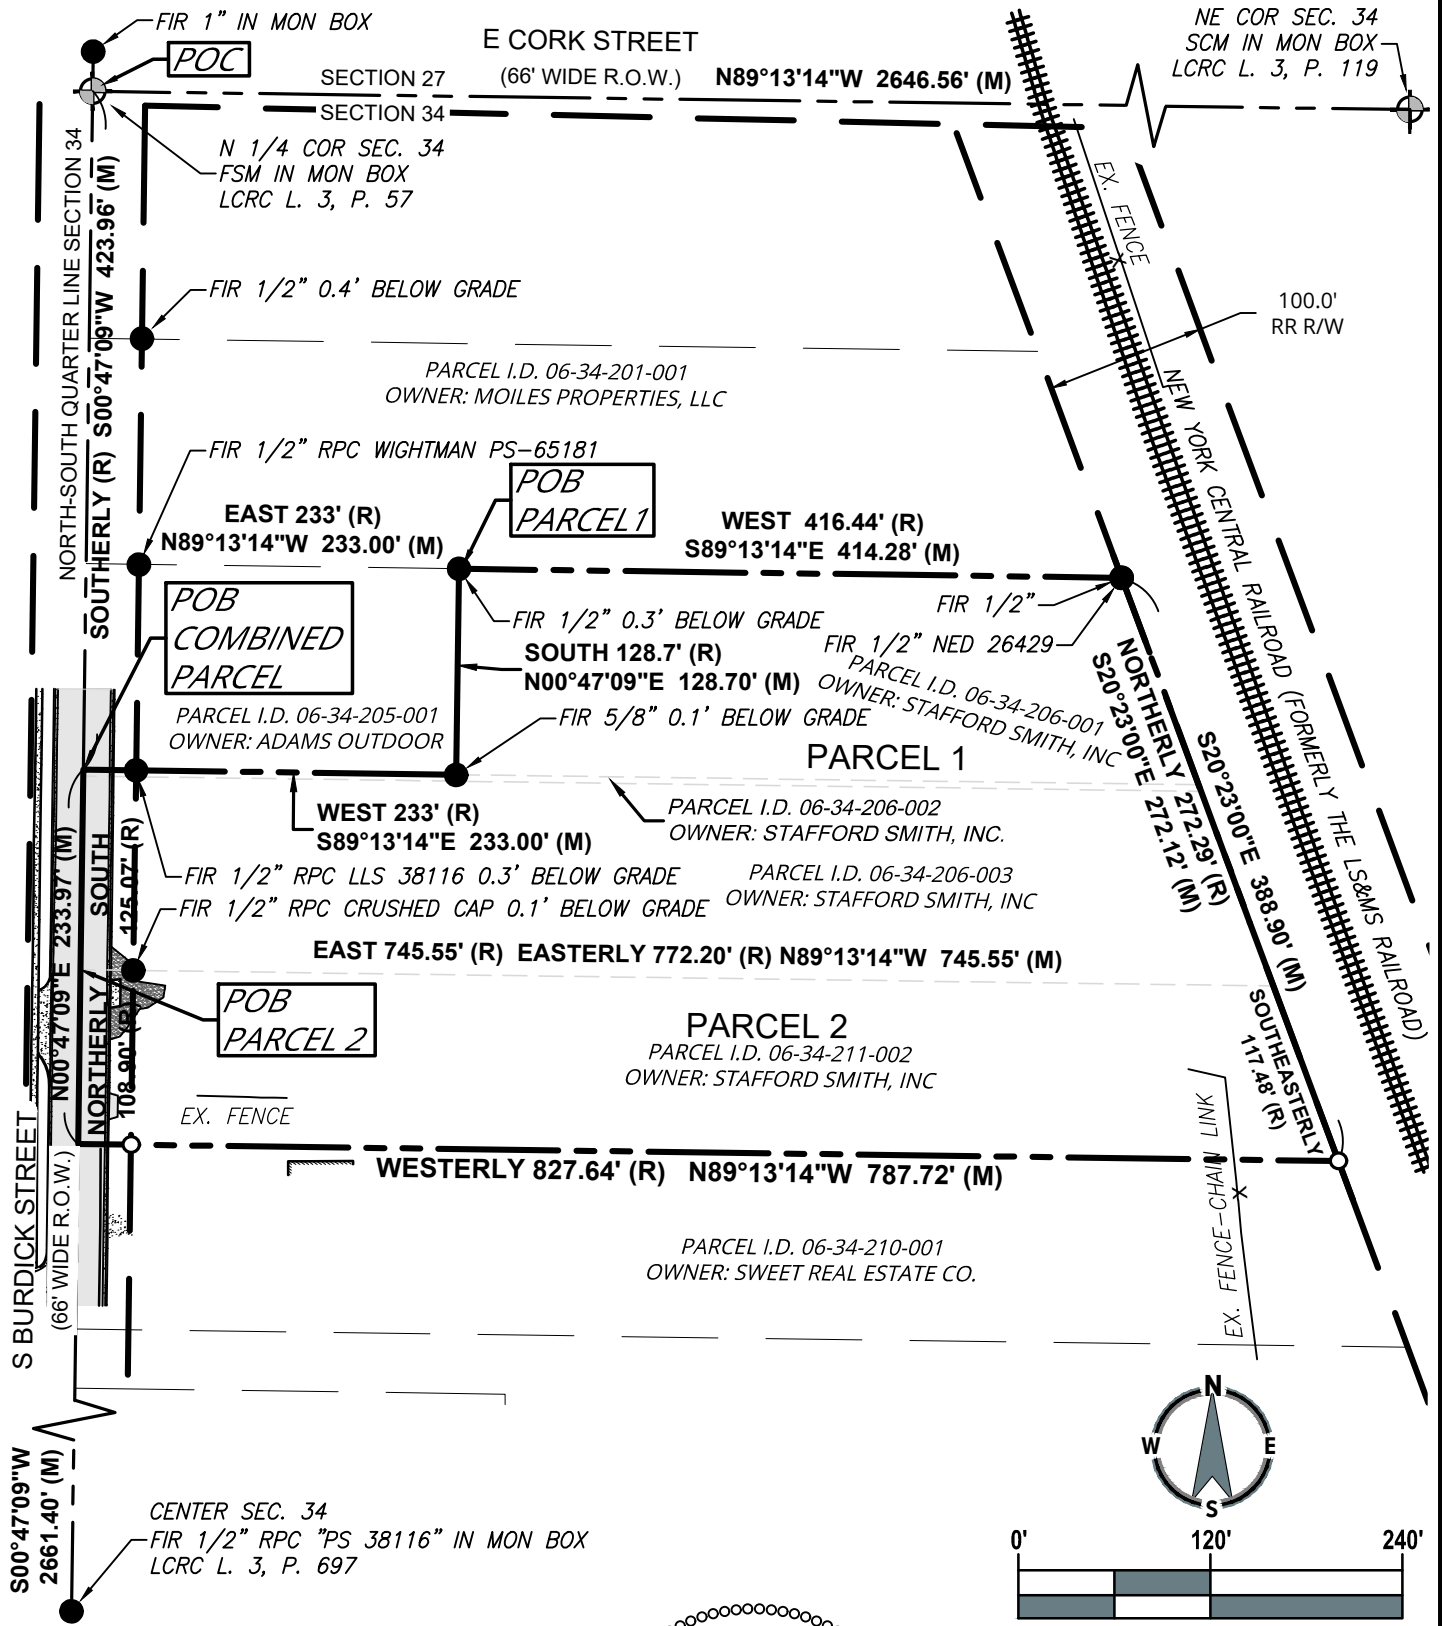 FIR 1" IN MON BOX
POC
E CORK STREET
(66' WIDE R.O.W.)
SECTION 27
SECTION 34
N89°13'14"W 2646.56' (M)
NE COR SEC. 34
SCM IN MON BOX
LCRC L. 3, P. 119
N 1/4 COR SEC. 34
FSM IN MON BOX
LCRC L. 3, P. 57
NORTH-SOUTH QUARTER LINE SECTION 34
SOUTHERLY (R) S00°47'09"W 423.96' (M)
EX. FENCE
X
FIR 1/2" 0.4' BELOW GRADE
100.0'
RR R/W
PARCEL I.D. 06-34-201-001
OWNER: MOILES PROPERTIES, LLC
NEW YORK CENTRAL RAILROAD (FORMERLY THE LS&MS RAILROAD)
FIR 1/2" RPC WIGHTMAN PS-65181
POB
PARCEL1
EAST 233' (R)
N89°13'14"W 233.00' (M)
WEST 416.44' (R)
S89°13'14"E 414.28' (M)
POB
COMBINED
PARCEL
FIR 1/2" 0.3' BELOW GRADE
FIR 1/2"
FIR 1/2" NED 26429
SOUTH 128.7' (R)
N00°47'09"E 128.70' (M)
PARCEL I.D. 06-34-206-001
OWNER: STAFFORD SMITH, INC
NORTHERLY 272.29' (R)
S20°23'00"E 272.12' (M)
S20°23'00"E 388.90' (M)
PARCEL I.D. 06-34-205-001
OWNER: ADAMS OUTDOOR
FIR 5/8" 0.1' BELOW GRADE
PARCEL 1
WEST 233' (R)
S89°13'14"E 233.00' (M)
PARCEL I.D. 06-34-206-002
OWNER: STAFFORD SMITH, INC.
FIR 1/2" RPC LLS 38116 0.3' BELOW GRADE
PARCEL I.D. 06-34-206-003
OWNER: STAFFORD SMITH, INC
FIR 1/2" RPC CRUSHED CAP 0.1' BELOW GRADE
N00°47'09"E 233.97' (M)
SOUTH
125.07' (R)
EAST 745.55' (R) EASTERLY 772.20' (R) N89°13'14"W 745.55' (M)
POB
PARCEL 2
NORTHERLY
108.90' (R)
PARCEL 2
PARCEL I.D. 06-34-211-002
OWNER: STAFFORD SMITH, INC
SOUTHEASTERLY
117.48' (R)
EX. FENCE
WESTERLY 827.64' (R) N89°13'14"W 787.72' (M)
EX. FENCE-CHAIN LINK
X
S BURDICK STREET
(66' WIDE R.O.W.)
PARCEL I.D. 06-34-210-001
OWNER: SWEET REAL ESTATE CO.
N
W
E
S
S00°47'09"W
2661.40' (M)
CENTER SEC. 34
FIR 1/2" RPC "PS 38116" IN MON BOX
LCRC L. 3, P. 697
0' 120' 240'